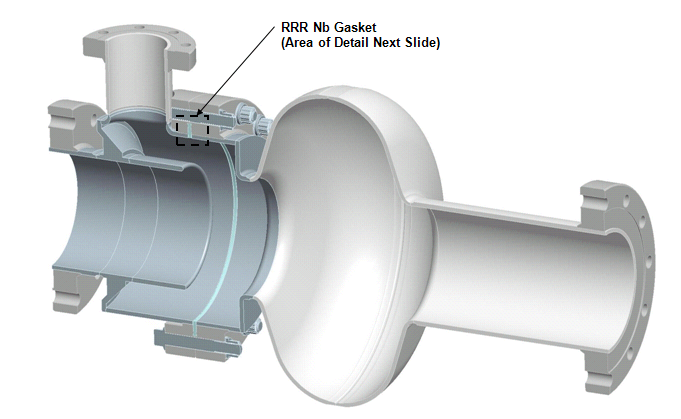 RRR Nb Gasket
(Area of Detail Next Slide)